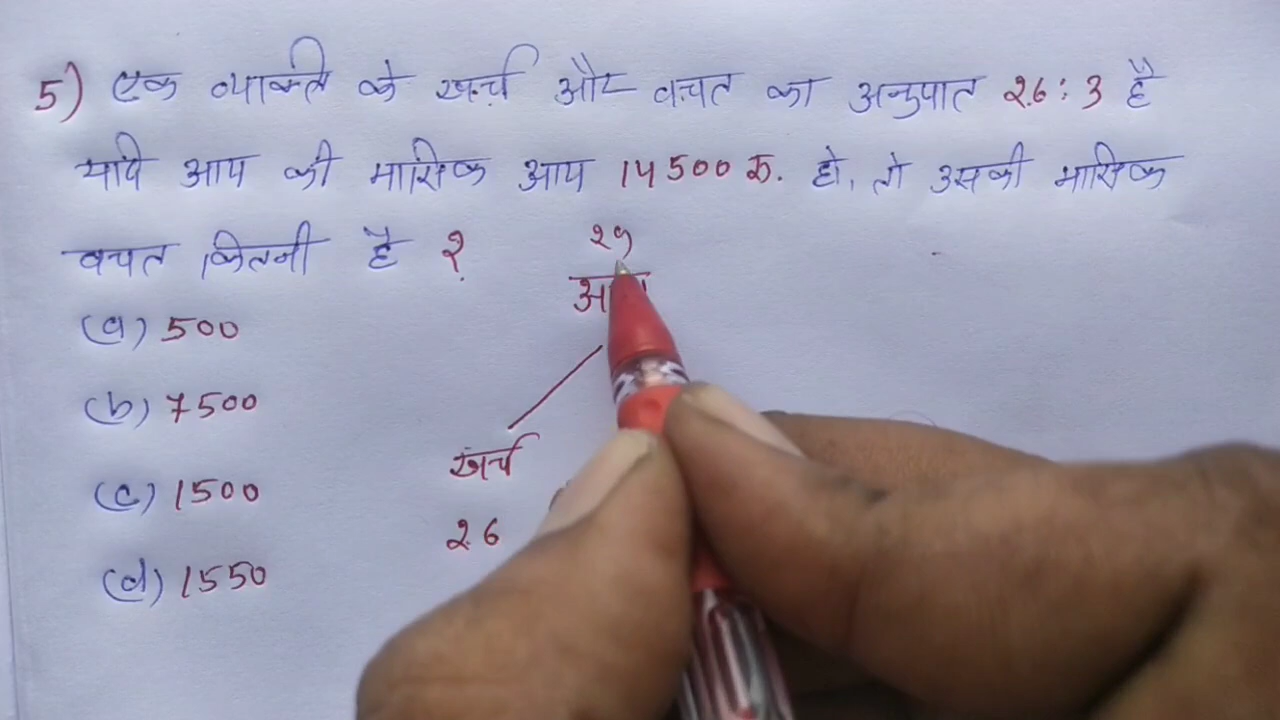 5) एक व्यक्ति के खर्च और बचत का अनुपात 26:3 है
यदि आप की मासिक आय 14500 रु. हो, तो उसकी मासिक
बचत कितनी है ?
(a) 500
(b) 7500
(c) 1500
(d) 1550
29
खर्च
26